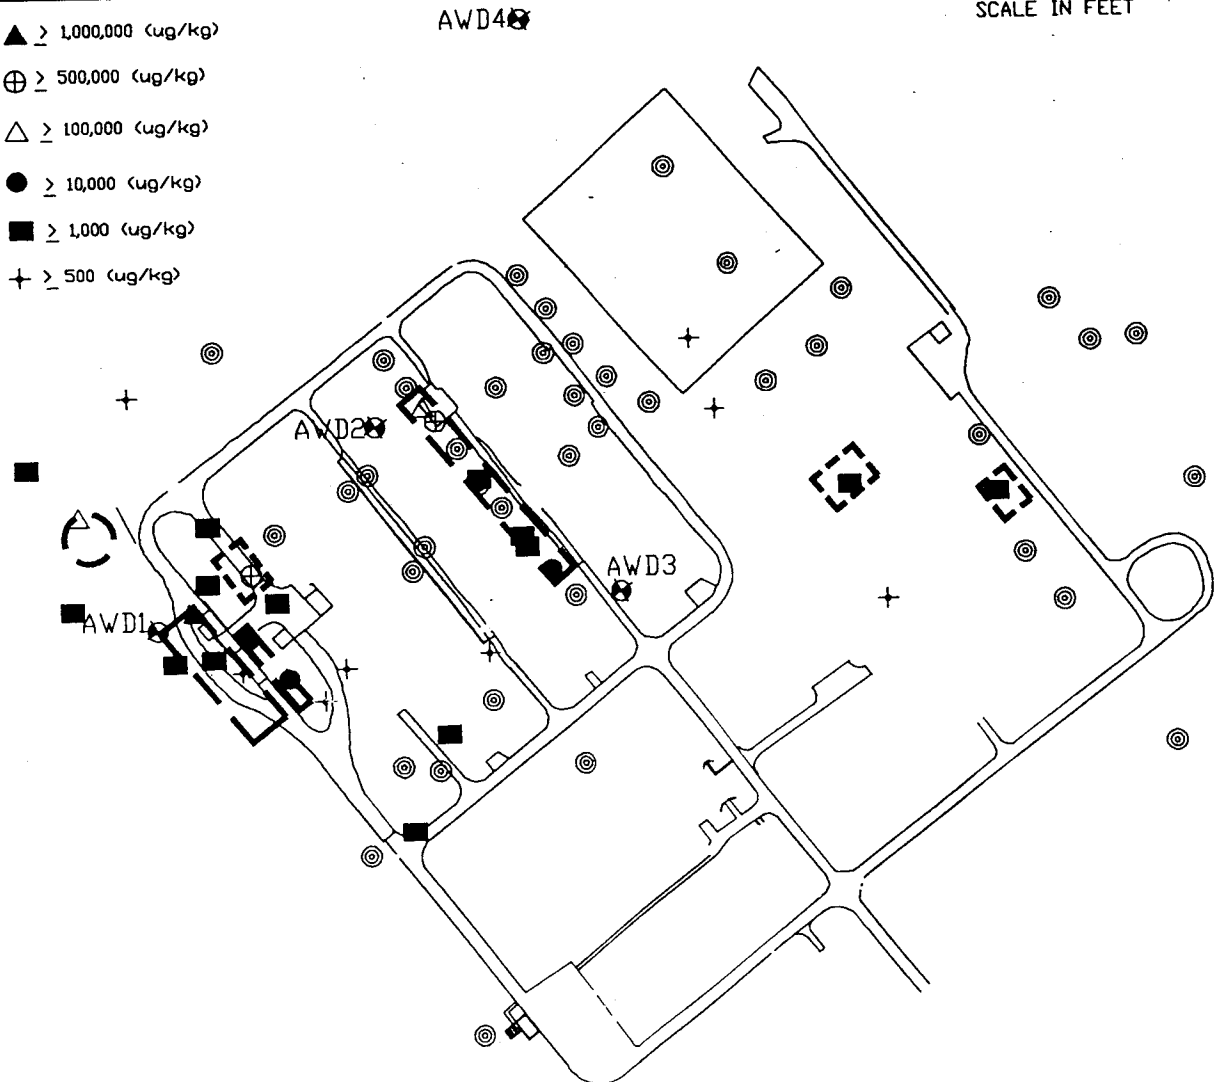 AWD4
SCALE IN FEET
≥ 1,000,000 (ug/kg)
≥ 500,000 (ug/kg)
≥ 100,000 (ug/kg)
≥ 10,000 (ug/kg)
≥ 1,000 (ug/kg)
≥ 500 (ug/kg)
AWD2
AWD3
AWD1